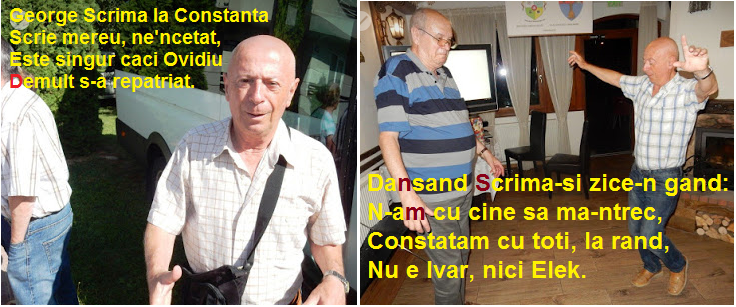 George Scrima la Constanta
Scrie mereu, ne'ncetat,
Este singur caci Ovidiu
Demult s-a repatriat.
Dansand Scrima-si zice-n gand:
N-am cu cine sa ma-ntrec,
Constatam cu toti, la rand,
Nu e Ivar, nici Elek.